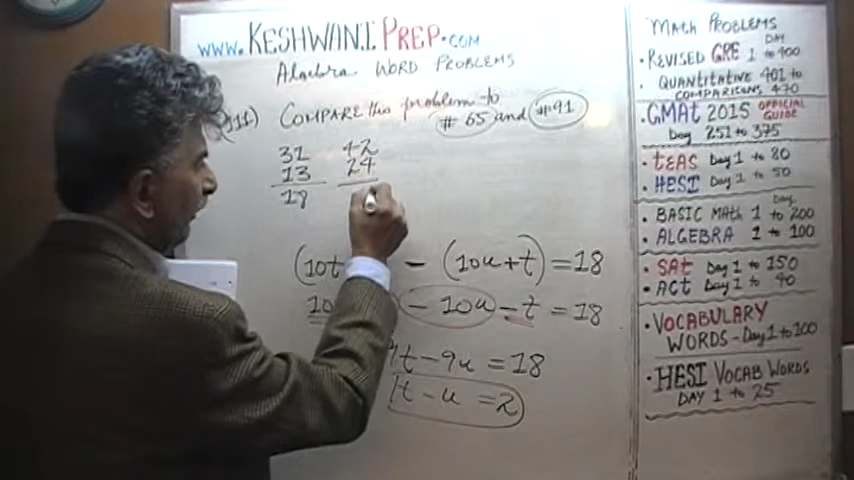 www.KESHWANI PREP.COM
Algebra WORD PROBLEMS
111) COMPARE this problem to
# 65 and #91
31 42
13 24
18
(10t - (10u+t) = 18
10 - 10u - t = 18
9t - 9u = 18
1t - u = 2
MATH PROBLEMS
DAY
• REVISED GRE 1 to 400
• QUANTITATIVE 401 to
COMPARISONS 470
• GMAT 2015 OFFICIAL
GUIDE
Day 251 to 375
• TEAS Day 1 to 80
• HESI Day 1 to 50
Day
• BASIC MATH 1 to 200
• ALGEBRA 1 to 100
• SAT Day 1 to 150
• ACT Day 1 to 40
• VOCABULARY
WORDS - Day 1 to 100
• HESI VOCAB WORDS
DAY 1 to 25